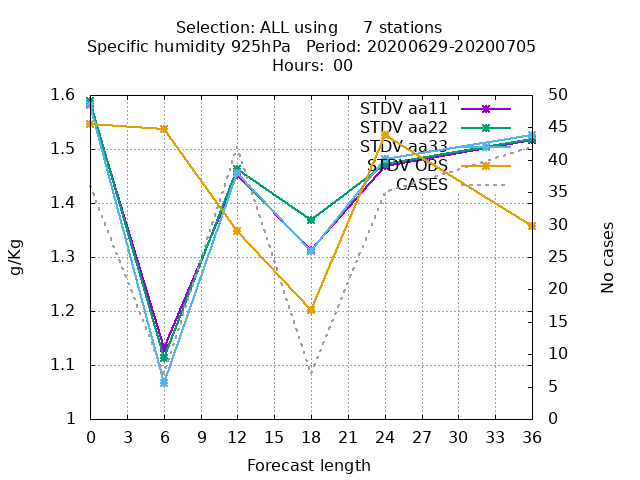 Selection: ALL using     7 stations
Specific humidity 925hPa   Period: 20200629-20200705
Hours:  00
STDV aa11
STDV aa22
STDV aa33
STDV OBS
CASES
1.6
1.5
1.4
1.3
1.2
1.1
1
50
45
40
35
30
25
20
15
10
5
0
g/Kg
No cases
0 3 6 9 12 15 18 21 24 27 30 33 36
Forecast length